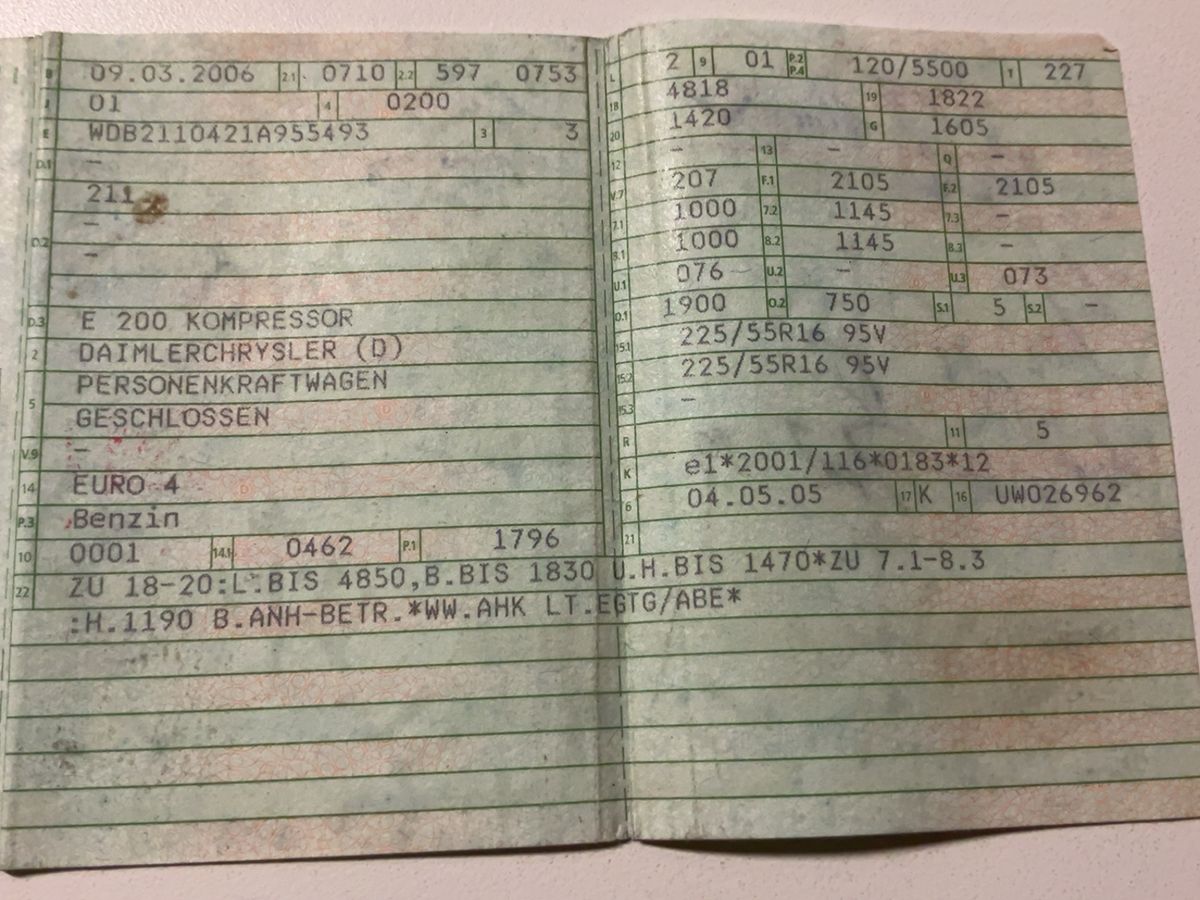 B 09.03.2006 2.1 0710 2.2 597 0753
J 01 4 0200
E WDB2110421A955493 3 3
D.1 -
211
D.2 -
-
D.3 E 200 KOMPRESSOR
2 DAIMLERCHRYSLER (D)
5 PERSONENKRAFTWAGEN
GESCHLOSSEN
V.9 -
14 EURO 4
P.3 Benzin
10 0001 14.1 0462 P.1 1796
L 2 9 01 P.2 P.4 120/5500 T 227
18 4818 19 1822
20 1420 G 1605
12 - 13 - Q -
V.7 207 F.1 2105 F.2 2105
7.1 1000 7.2 1145 7.3 -
8.1 1000 8.2 1145 8.3 -
U.1 076 U.2 - U.3 073
O.1 1900 O.2 750 S.1 5 S.2 -
15.1 225/55R16 95V
15.2 225/55R16 95V
15.3 -
R 11 5
K e1*2001/116*0183*12
6 04.05.05 17 K 16 UW026962
21
22 ZU 18-20:L.BIS 4850,B.BIS 1830 U.H.BIS 1470*ZU 7.1-8.3
:H.1190 B.ANH-BETR.*WW.AHK LT.EGTG/ABE*